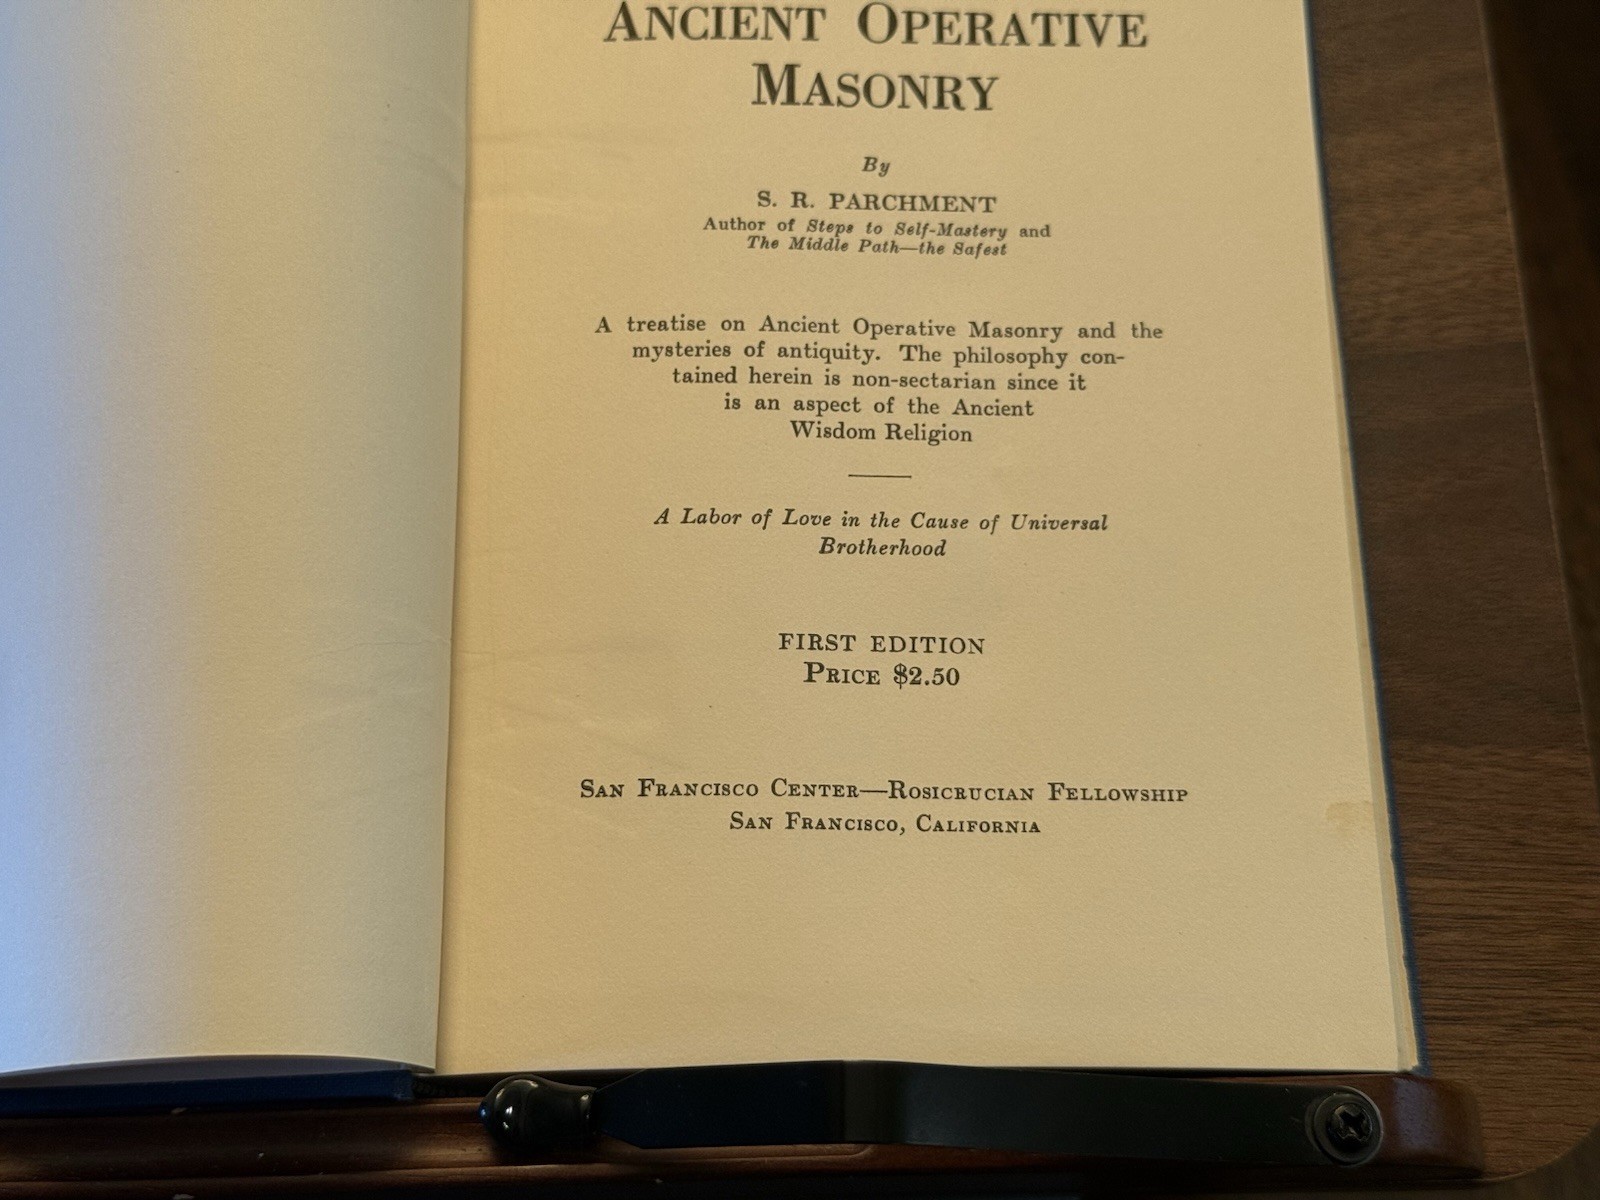 ANCIENT OPERATIVE
MASONRY
By
S. R. PARCHMENT
Author of Steps to Self-Mastery and
The Middle Path—the Safest
A treatise on Ancient Operative Masonry and the
mysteries of antiquity. The philosophy con-
tained herein is non-sectarian since it
is an aspect of the Ancient
Wisdom Religion
A Labor of Love in the Cause of Universal
Brotherhood
FIRST EDITION
PRICE $2.50
SAN FRANCISCO CENTER—ROSICRUCIAN FELLOWSHIP
SAN FRANCISCO, CALIFORNIA